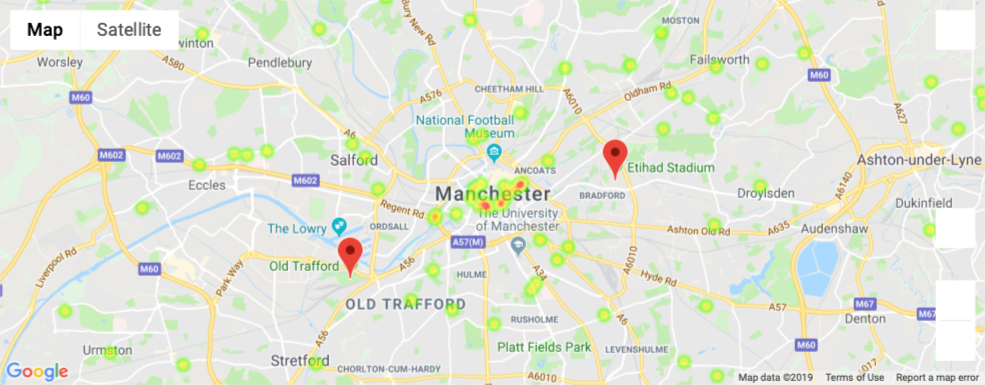 Map
Satellite
Bury New Rd
MOSTON
winton
Worsley
Pendlebury
A580
Failsworth
M60
M60
A576
CHEETHAM HILL
A6010
Oldham Rd
A627
National Football
Museum
A6
M602
M602
Salford
ANCOATS
Etihad Stadium
Ashton-under-Lyne
Eccles
M602
Manchester
BRADFORD
Droylsden
A6140
Dukinfield
Regent Rd
The University
of Manchester
The Lowry
ORDSALL
Ashton Old Rd
A635
Audenshaw
A57(M)
Liverpool Rd
M60
Park Way
Old Trafford
A56
HULME
A34
A6010
Hyde Rd
OLD TRAFFORD
A57
M67
M67
Denton
RUSHOLME
A6
A56
Urmston
Stretford
Platt Fields Park
LEVENSHULME
M60
A017
CHORLTON-CUM-HARDY
A6010
Google
Map data ©2019
Terms of Use
Report a map error